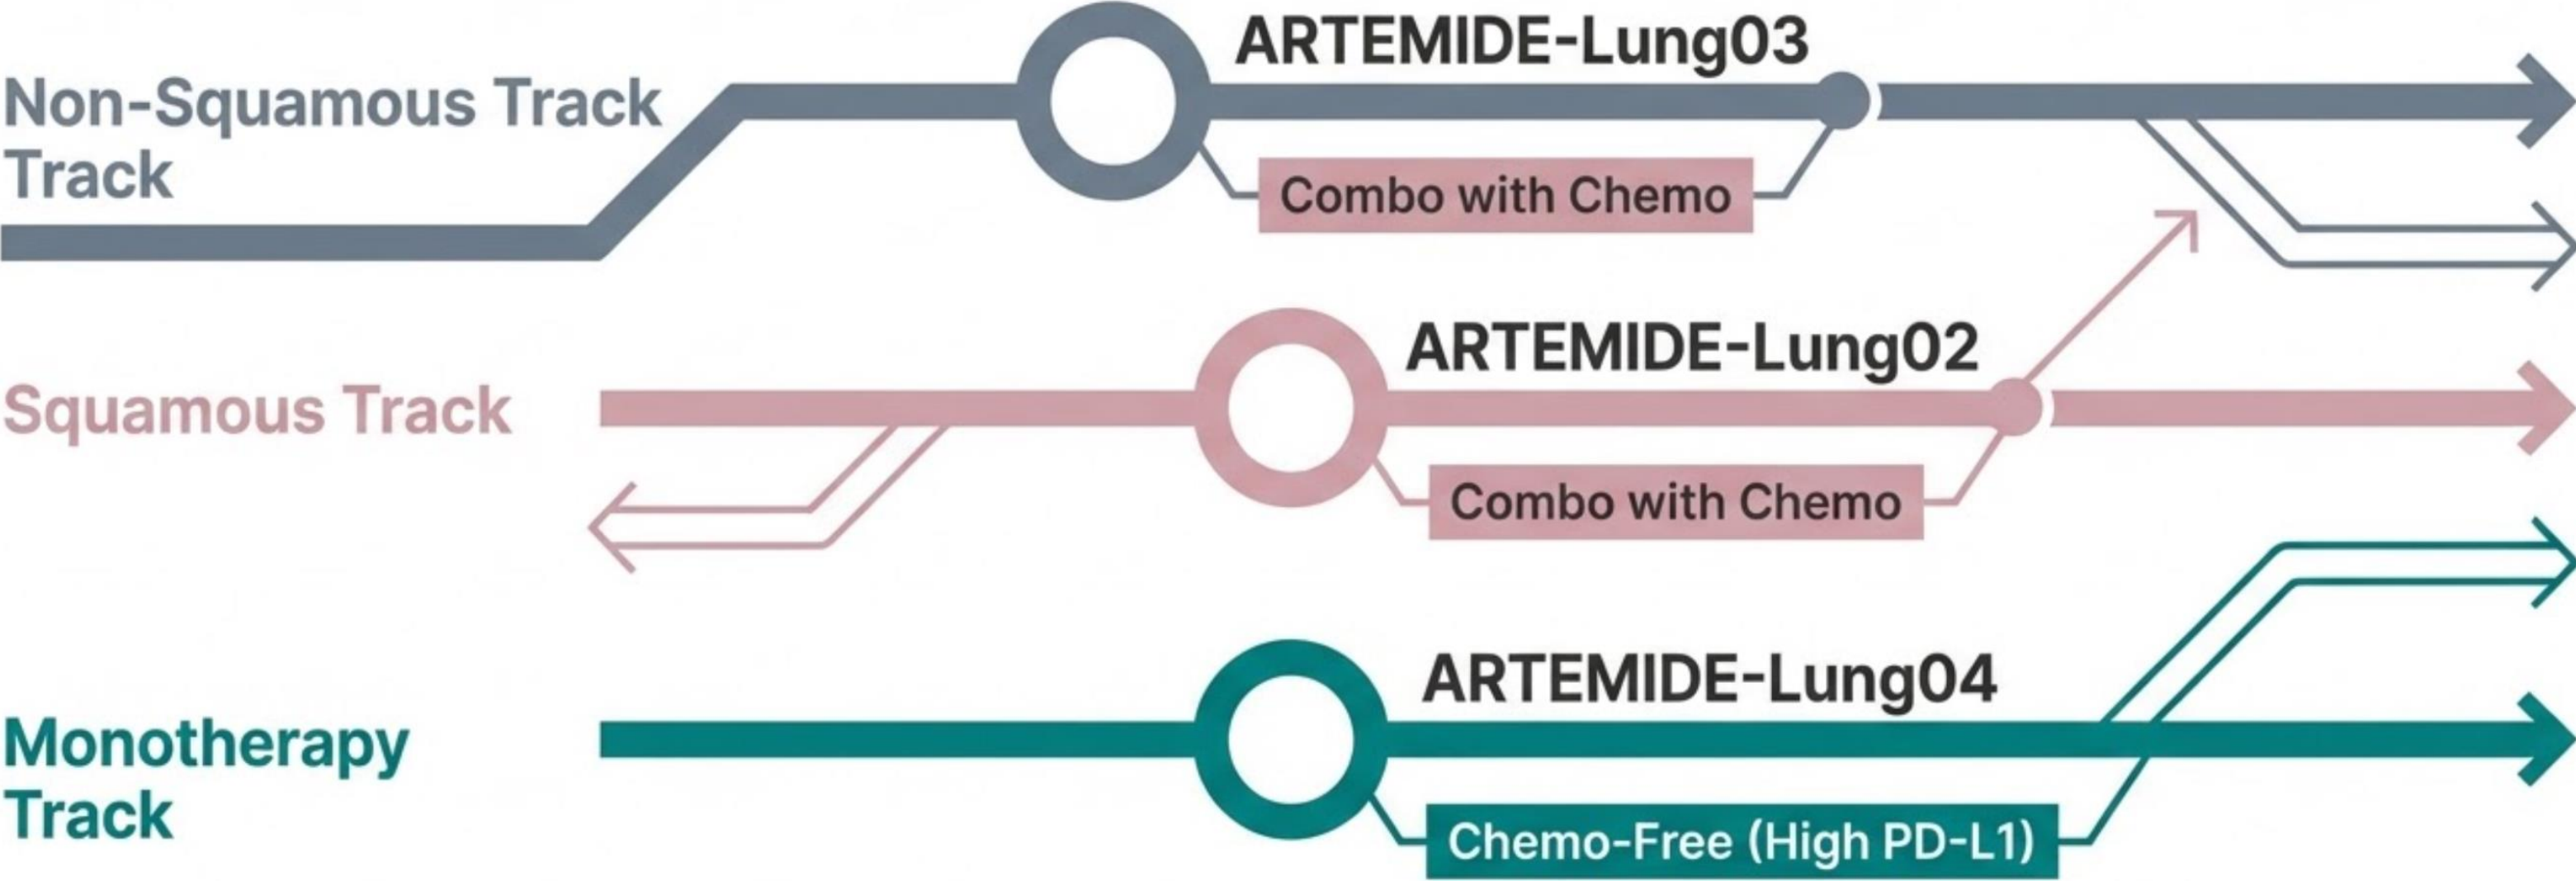 ARTEMIDE-Lung03
Non-Squamous Track
Track
Combo with Chemo
ARTEMIDE-Lung02
Squamous Track
Combo with Chemo
ARTEMIDE-Lung04
Monotherapy
Track
Chemo-Free (High PD-L1)